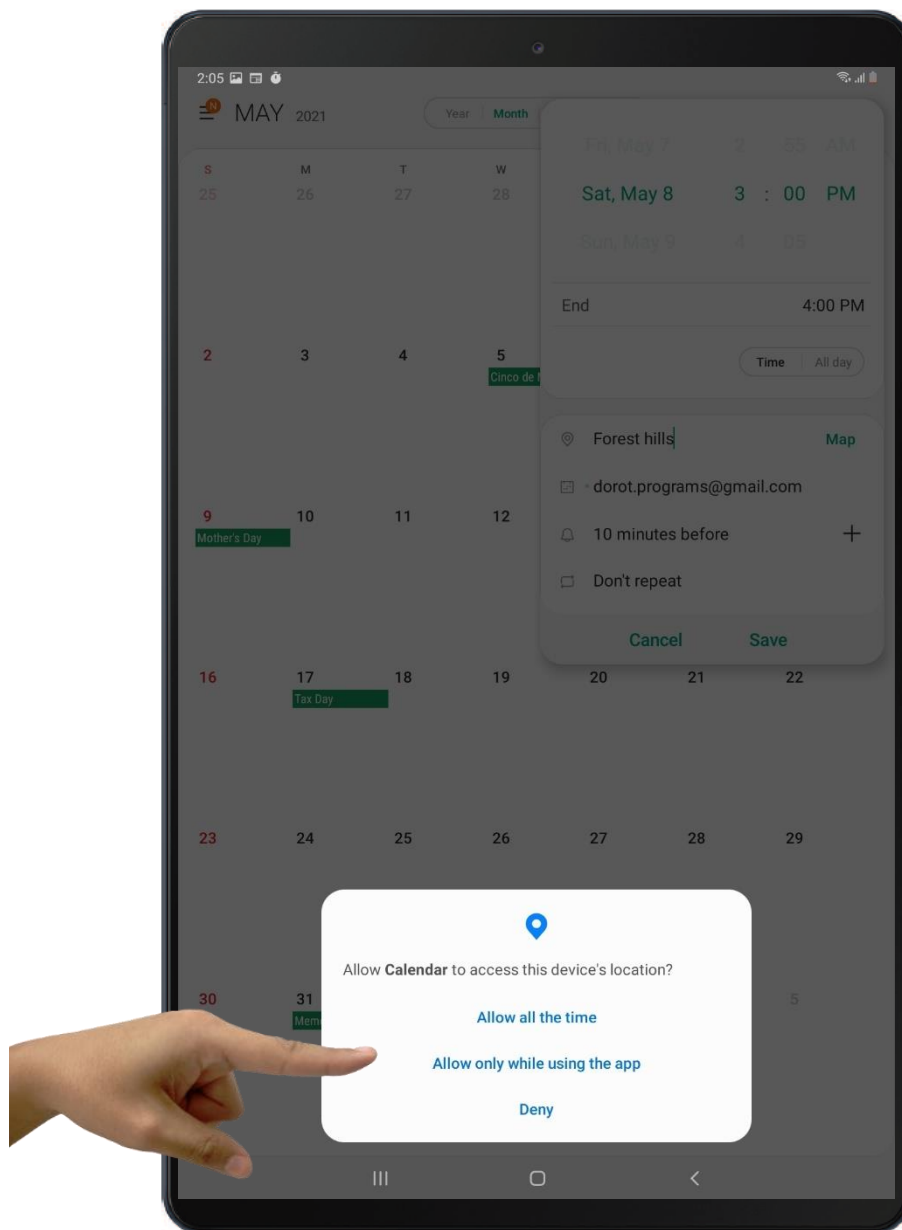 2:05
MAY 2021
Year Month
S M T W
25 26 27 28
Fri, May 7 2 55 AM
Sat, May 8 3 : 00 PM
Sun, May 9 4 05
End 4:00 PM
Time All day
2 3 4 5
Cinco de
Forest hills Map
dorot.programs@gmail.com
10 minutes before
Don't repeat
Cancel Save
9 10 11 12
Mother's Day
16 17 18 19 20 21 22
Tax Day
23 24 25 26 27 28 29
30 31 5
Mem
Allow Calendar to access this device's location?
Allow all the time
Allow only while using the app
Deny